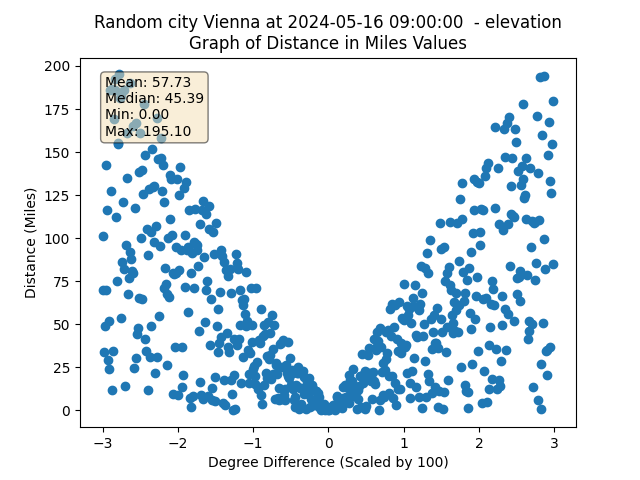 Random city Vienna at 2024-05-16 09:00:00 - elevation
Graph of Distance in Miles Values
200
175
150
125
100
75
50
25
0
Distance (Miles)
Mean: 57.73
Median: 45.39
Min: 0.00
Max: 195.10
−3 −2 −1 0 1 2 3
Degree Difference (Scaled by 100)